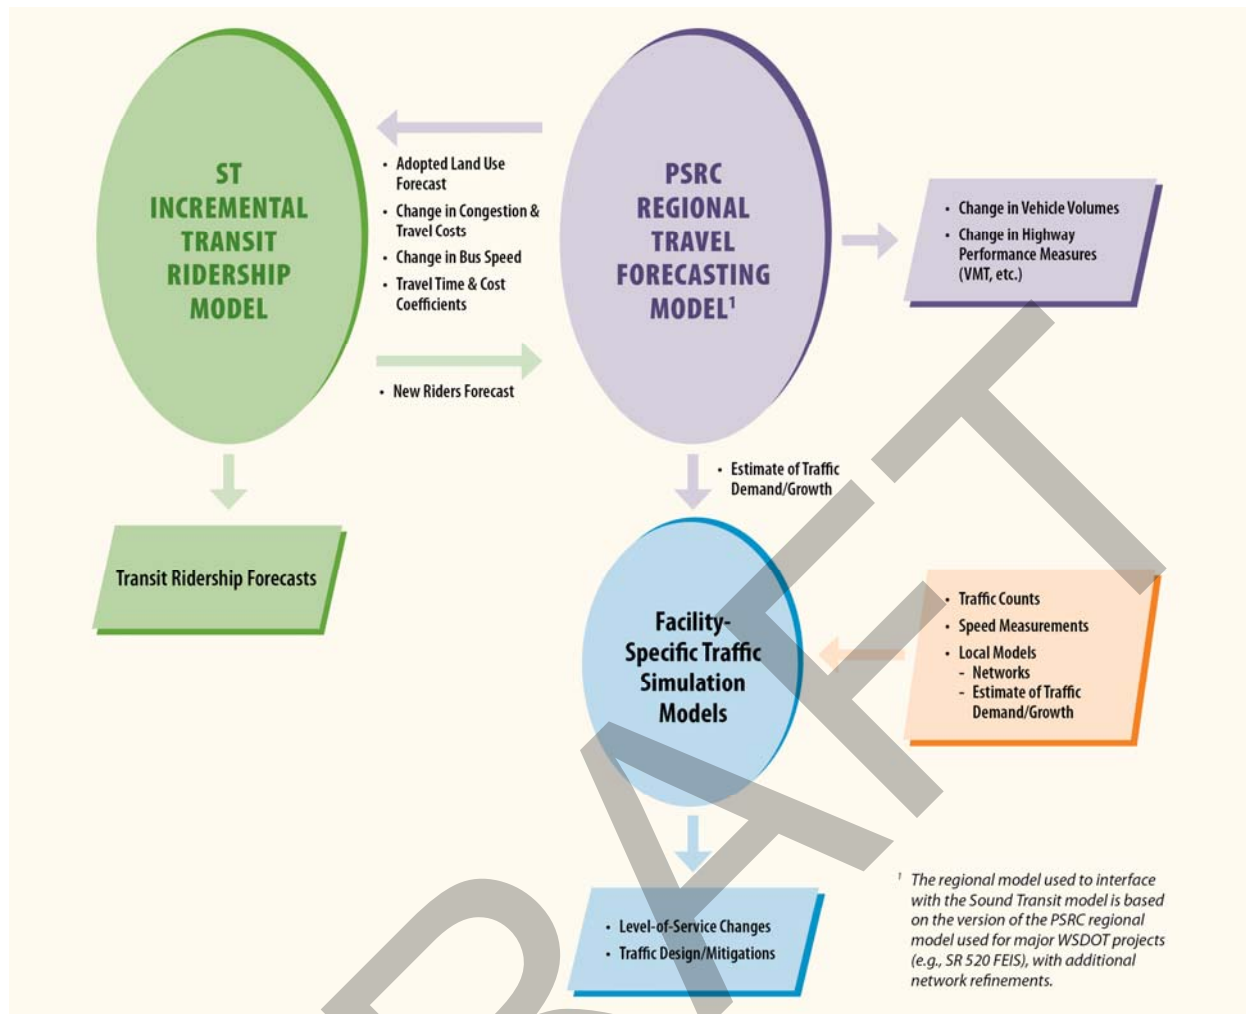 ST
INCREMENTAL
TRANSIT
RIDERSHIP
MODEL
• Adopted Land Use
Forecast
• Change in Congestion &
Travel Costs
• Change in Bus Speed
• Travel Time & Cost
Coefficients
• New Riders Forecast
PSRC
REGIONAL
TRAVEL
FORECASTING
MODEL¹
• Change in Vehicle Volumes
• Change in Highway
Performance Measures
(VMT, etc.)
• Estimate of Traffic
Demand/Growth
Transit Ridership Forecasts
Facility-
Specific Traffic
Simulation
Models
• Traffic Counts
• Speed Measurements
• Local Models
- Networks
- Estimate of Traffic
Demand/Growth
• Level-of-Service Changes
• Traffic Design/Mitigations
¹ The regional model used to interface
with the Sound Transit model is based
on the version of the PSRC regional
model used for major WSDOT projects
(e.g., SR 520 FEIS), with additional
network refinements.
DRAFT